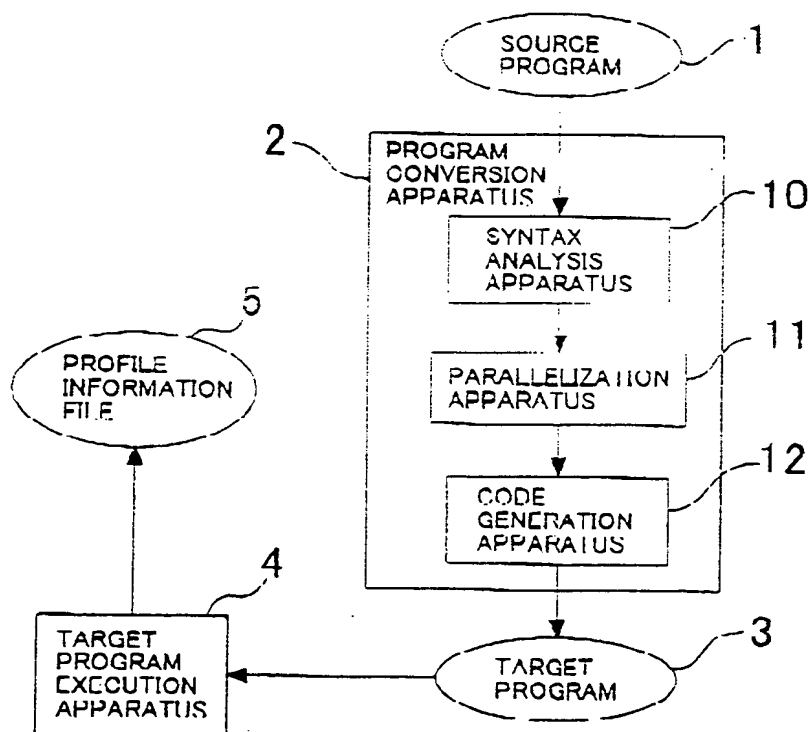 SOURCE
PROGRAM
1
2
PROGRAM
CONVERSION
APPARATUS
10
SYNTAX
ANALYSIS
APPARATUS
5
PROFILE
INFORMATION
FILE
11
PARALLELIZATION
APPARATUS
12
CODE
GENERATION
APPARATUS
4
TARGET
PROGRAM
EXECUTION
APPARATUS
3
TARGET
PROGRAM